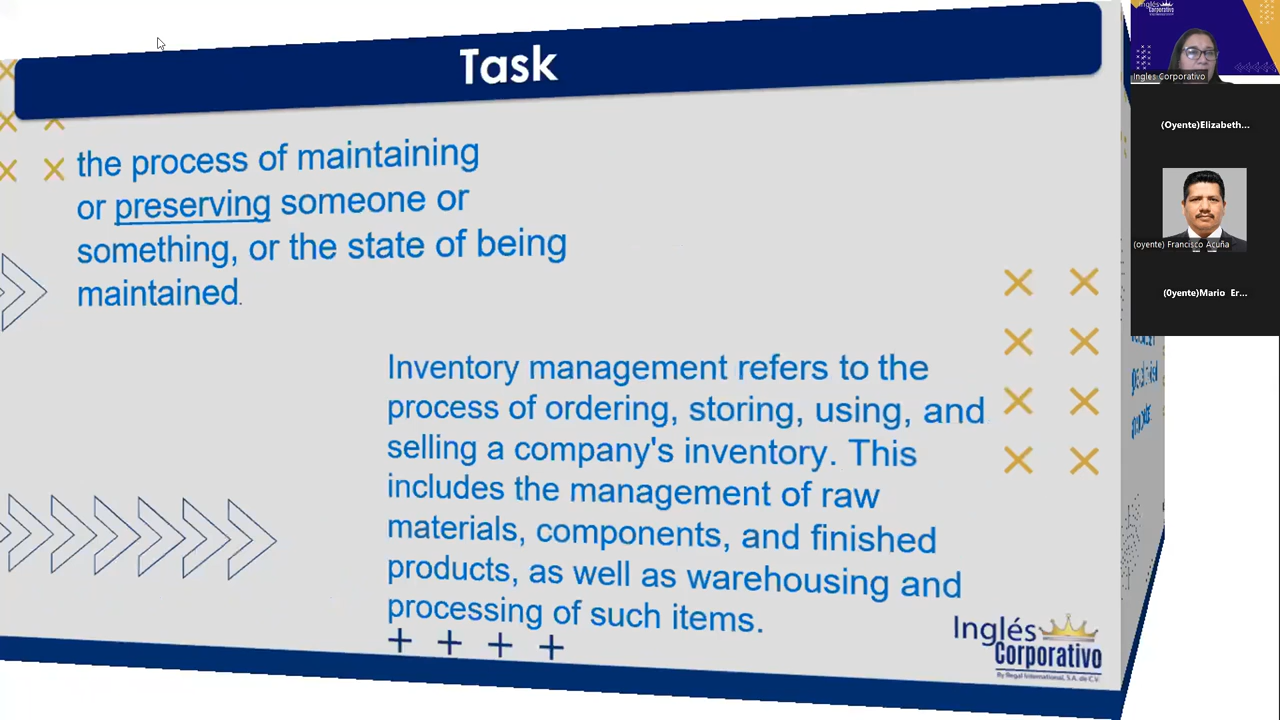 Task
the process of maintaining
or preserving someone or
something, or the state of being
maintained.
Inventory management refers to the
process of ordering, storing, using, and
selling a company's inventory. This
includes the management of raw
materials, components, and finished
products, as well as warehousing and
processing of such items.
Inglés
Corporativo
By Regal International, S.A. de C.V.
Inglés
Corporativo
Ingles Corporativo
(Oyente)Elizabeth...
(oyente) Francisco Acuña
(0yente)Mario Er...